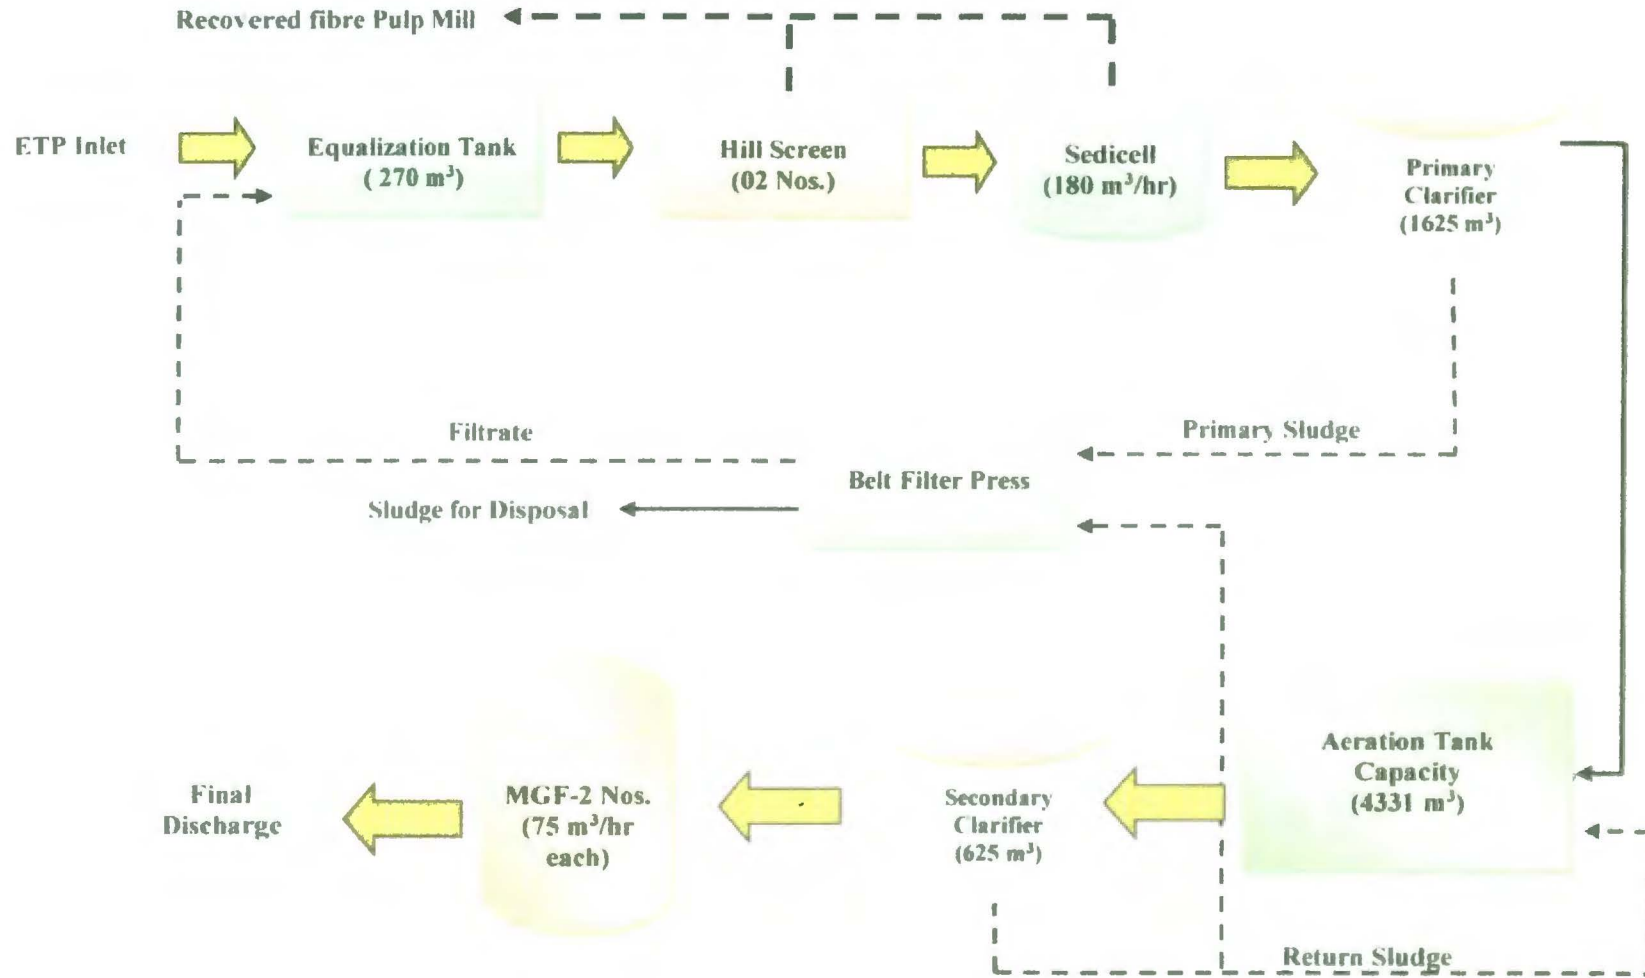 Recovered fibre Pulp Mill
ETP Inlet
Equalization Tank
( 270 m³)
Hill Screen
(02 Nos.)
Sedicell
(180 m³/hr)
Primary
Clarifier
(1625 m³)
Filtrate
Primary Sludge
Belt Filter Press
Sludge for Disposal
Aeration Tank
Capacity
(4331 m³)
Secondary
Clarifier
(625 m³)
MGF-2 Nos.
(75 m³/hr
each)
Final
Discharge
Return Sludge